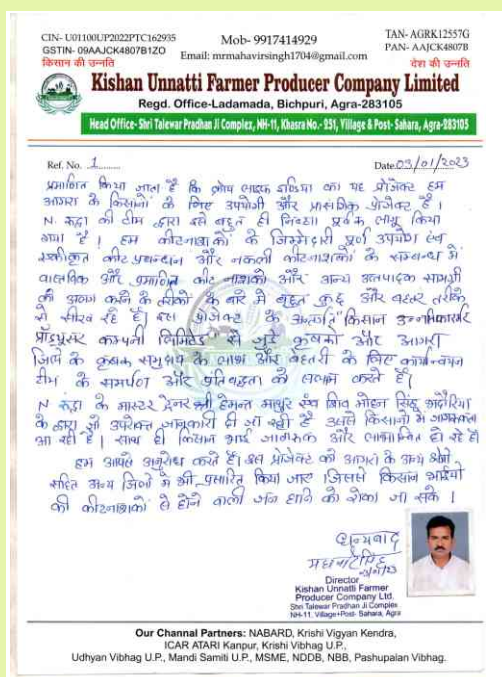 CIN- U01100UP2022PTC162935
GSTIN- 09AAJCK4807B1ZO
किसान की उन्नति
Mob- 9917414929
Email: mrmahavirsingh1704@gmail.com
TAN- AGRK12557G
PAN- AAJCK4807B
देश की उन्नति
Kishan Unnatti Farmer Producer Company Limited
Regd. Office-Ladamada, Bichpuri, Agra-283105
Head Office- Shri Talewar Pradhan Ji Complex, NH-11, Khasra No.- 251, Village & Post- Sahara, Agra-283105
Ref. No. 1
Date 03/01/2023
प्रमाणित किया जाता है कि क्रोप लाइफ इंडिया का यह प्रोजेक्ट हम
आगरा के किसानों के लिए उपयोगी और प्रासंगिक प्रोजेक्ट है।
N. रूद्रा की टीम द्वारा इसे बहुत ही निष्ठा पूर्वक लागू किया
गया है। हम कीटनाशकों के जिम्मेदारी पूर्ण उपयोग एवं
एकीकृत कीट प्रबन्धन और नकली कीटनाशकों के सम्बन्ध में
वास्तविक और प्रमाणित कीटनाशकों और अन्य उत्पादक सामग्री
को अलग करने के तरीकों के बारे में बहुत कुछ और बेहतर तरीके
से सीख रहे हैं। इस प्रोजेक्ट के अन्तर्गत किसान उन्नति फार्मर
प्रोड्यूसर कम्पनी लिमिटेड से जुड़े कृषकों और आगरा
जिले के कृषक समुदाय के लाभ और बेहतरी के लिए कार्यान्वयन
टीम के समर्पण और प्रतिबद्धता को सलाम करते हैं।
N रूद्रा के मास्टर ट्रेनर श्री हेमन्त माथुर एवं शिव मोहन सिंह भदौरिया
के द्वारा जो उपरोक्त जानकारी दी जा रही है उससे किसानों में जागरूकता
आ रही है। साथ ही किसान भाई जागरूक और लाभान्वित हो रहे हैं
हम आपसे अनुरोध करते हैं। इस प्रोजेक्ट को आगरा के अन्य
सहित अन्य जिलों में भी प्रसारित किया जाए जिससे किसान भाईयों
की कीटनाशकों से होने वाली जन हानि को रोका जा सके।
धन्यवाद
महावीर सिंह
Director
Kishan Unnatti Farmer
Producer Company Ltd.
Shri Talewar Pradhan Ji Complex
NH-11, Village+Post- Sahara, Agra
Our Channal Partners: NABARD, Krishi Vigyan Kendra,
ICAR ATARI Kanpur, Krishi Vibhag U.P.,
Udhyan Vibhag U.P., Mandi Samiti U.P., MSME, NDDB, NBB, Pashupalan Vibhag.